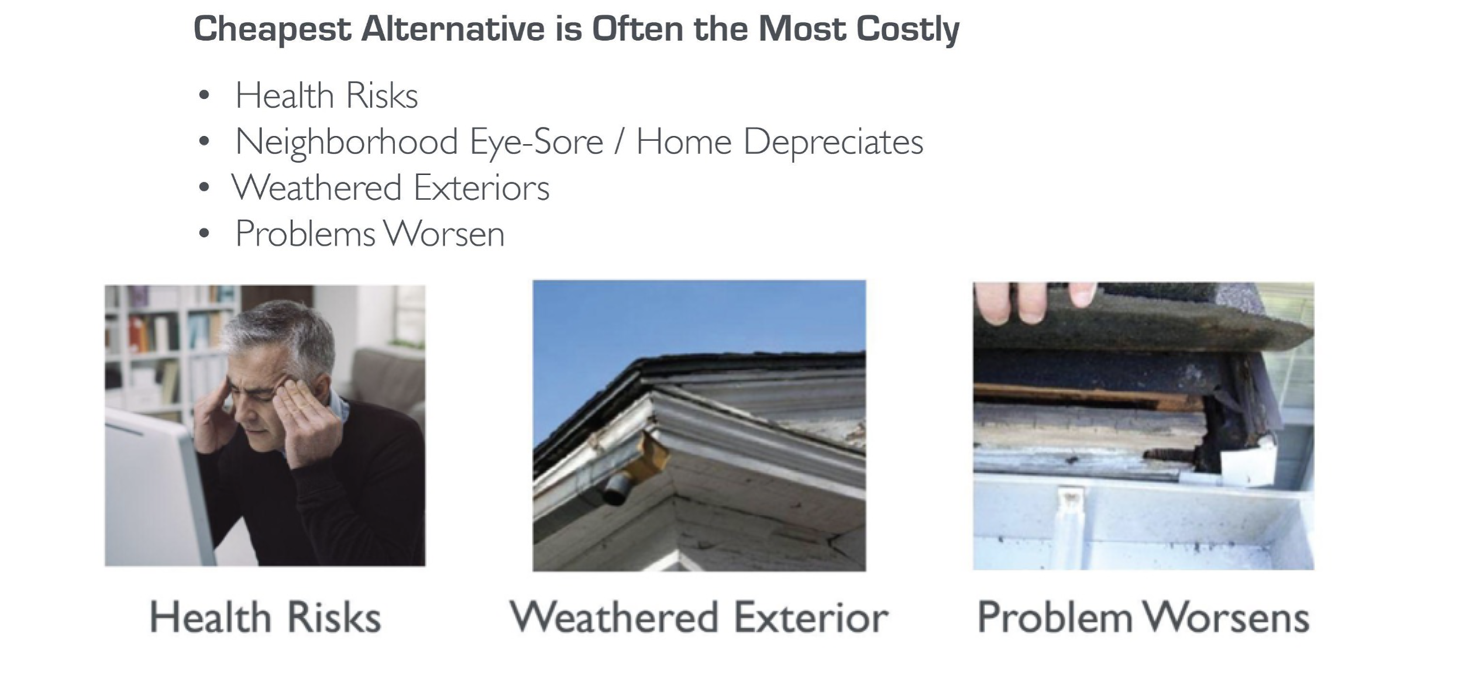 Cheapest Alternative is Often the Most Costly
• Health Risks
• Neighborhood Eye-Sore / Home Depreciates
• Weathered Exteriors
• Problems Worsen
Health Risks
Weathered Exterior
Problem Worsens